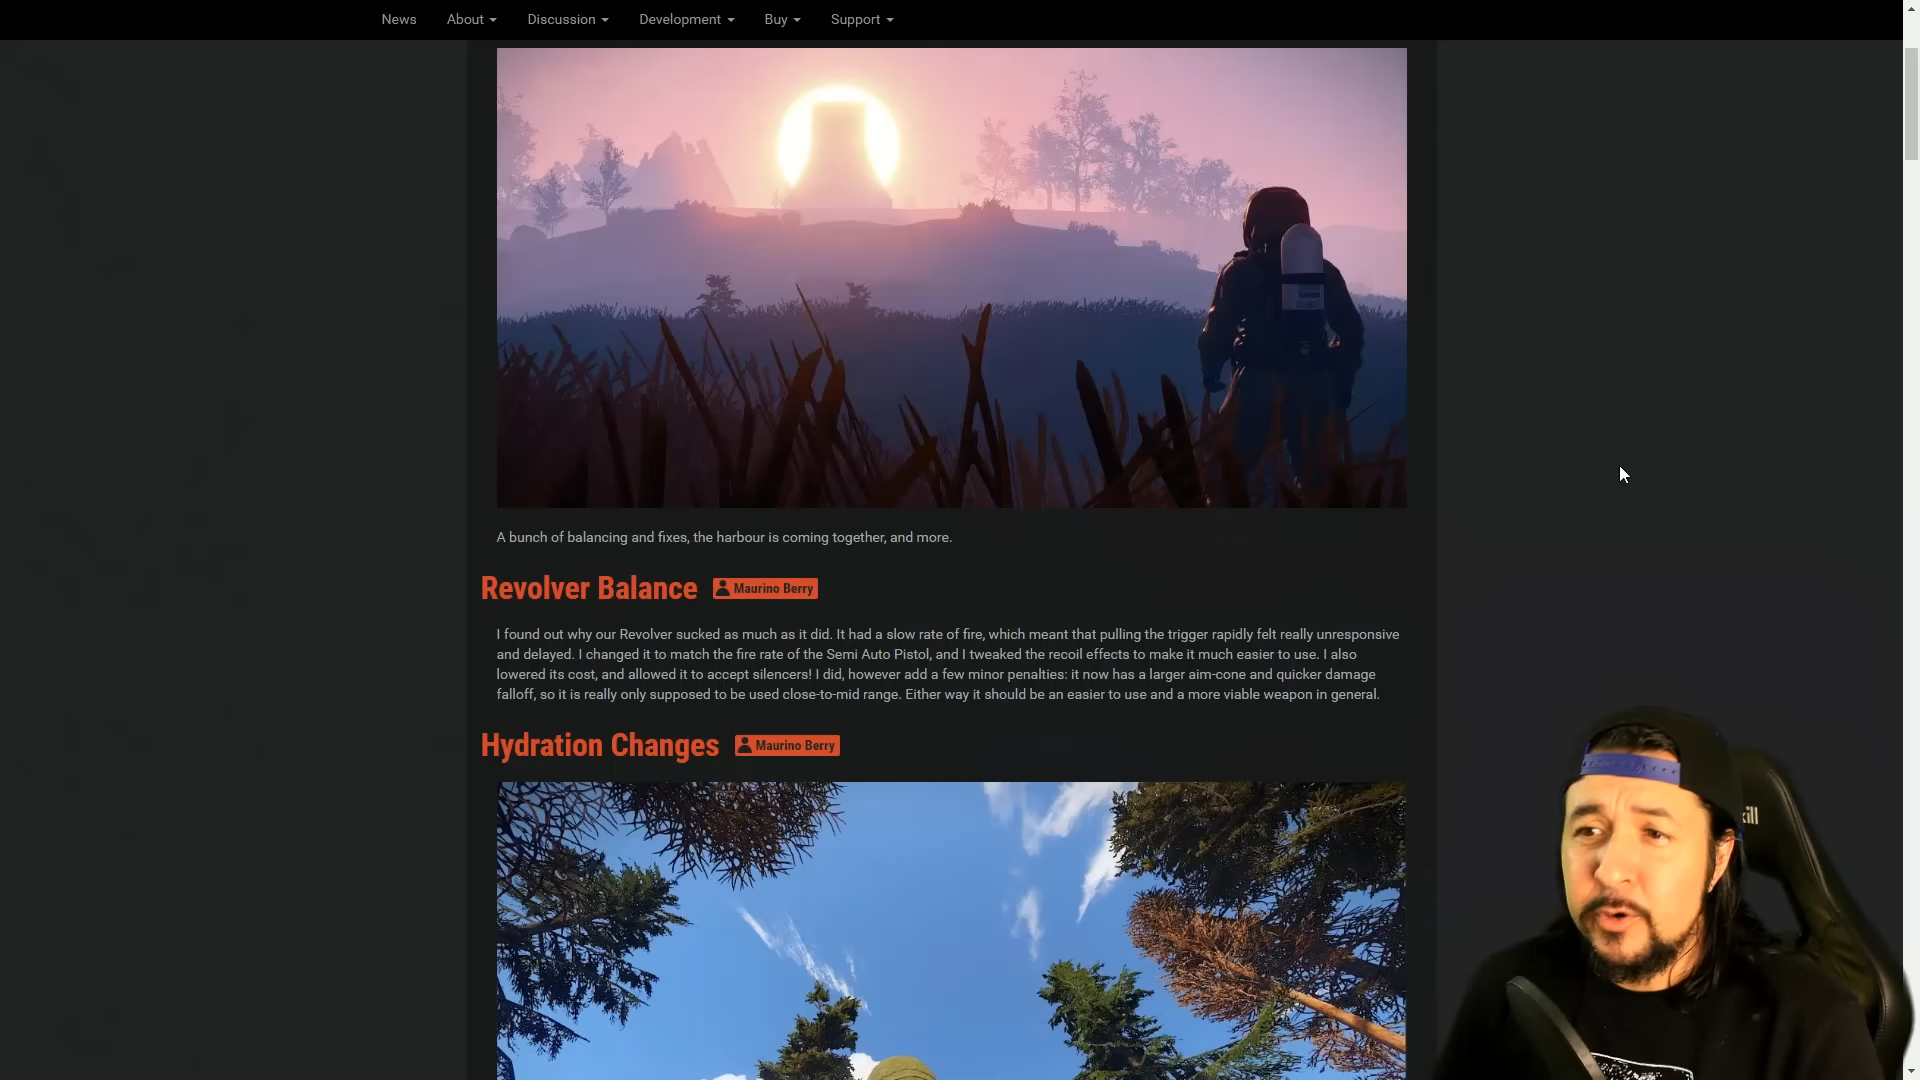 News About Discussion Development Buy Support
A bunch of balancing and fixes, the harbour is coming together, and more.
Revolver Balance Maurino Berry
I found out why our Revolver sucked as much as it did. It had a slow rate of fire, which meant that pulling the trigger rapidly felt really unresponsive
and delayed. I changed it to match the fire rate of the Semi Auto Pistol, and I tweaked the recoil effects to make it much easier to use. I also
lowered its cost, and allowed it to accept silencers! I did, however add a few minor penalties: it now has a larger aim-cone and quicker damage
falloff, so it is really only supposed to be used close-to-mid range. Either way it should be an easier to use and a more viable weapon in general.
Hydration Changes Maurino Berry